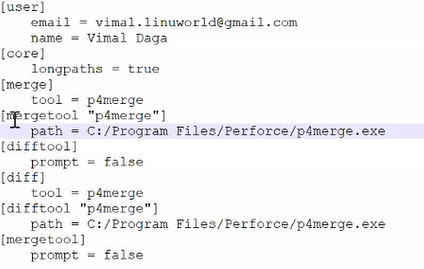 [user]
email = vimal.linuworld@gmail.com
name = Vimal Daga
[core]
longpaths = true
[merge]
tool = p4merge
[mergetool "p4merge"]
path = C:/Program Files/Perforce/p4merge.exe
[difftool]
prompt = false
[diff]
tool = p4merge
[difftool "p4merge"]
path = C:/Program Files/Perforce/p4merge.exe
[mergetool]
prompt = false